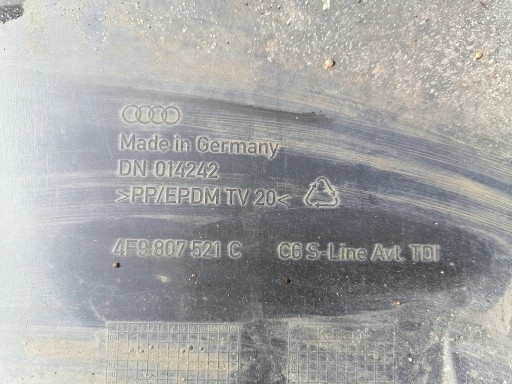 Made in Germany
DN 014242
>PP/EPDM TV 20<
4F9 807 521 C C6 S-Line Avt. TDI